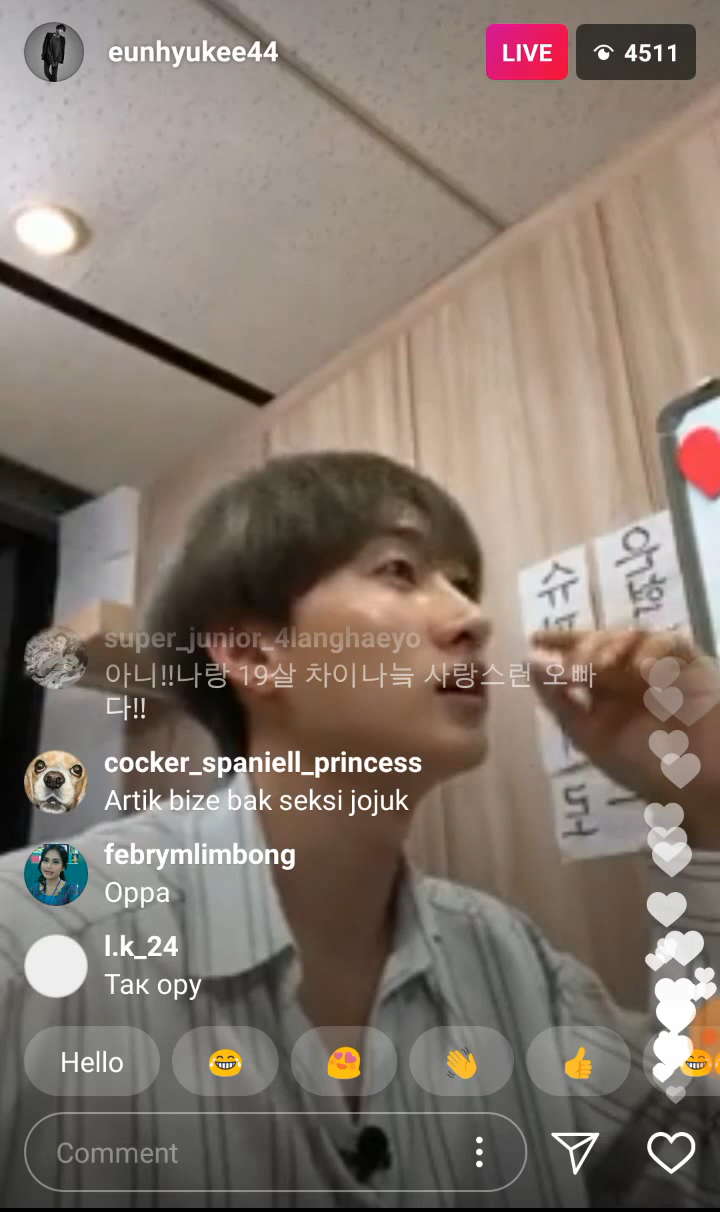 eunhyukee44
LIVE
4511
super_junior_4langhaeyo
아니!!나랑 19살 차이나늨 사랑스런 오빠
다!!
cocker_spaniell_princess
Artik bize bak seksi jojuk
febrymlimbong
Oppa
l.k_24
Так ору
Hello
Comment